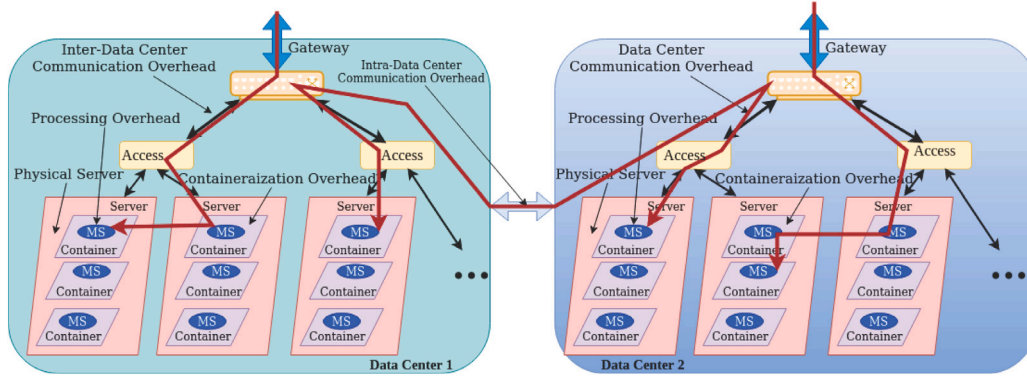 Inter-Data Center
Communication Overhead
Gateway
Intra-Data Center
Communication Overhead
Processing Overhead
Access
Access
Physical Server
Containeraization Overhead
Server
Server
Server
MS
Container
MS
Container
MS
Container
MS
Container
MS
Container
MS
Container
MS
Container
MS
Container
MS
Container
Data Center 1
Data Center
Communication Overhead
Gateway
Processing Overhead
Access
Access
Physical Server
Containeraization Overhead
Server
Server
Server
MS
Container
MS
Container
MS
Container
MS
Container
MS
Container
MS
Container
MS
Container
MS
Container
MS
Container
Data Center 2